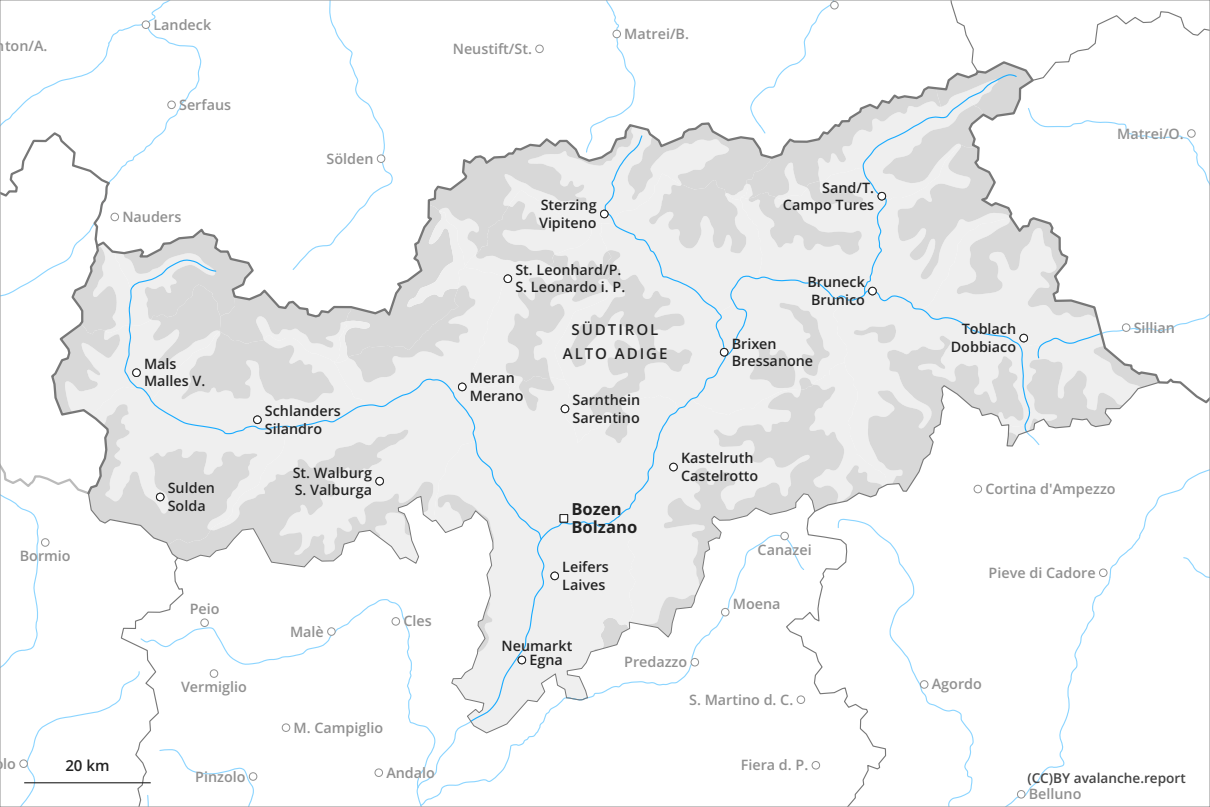 Landeck
nton/A.
Neustift/St.
Matrei/B.
Serfaus
Matrei/O.
Sölden
Sand/T.
Campo Tures
Sterzing
Vipiteno
Nauders
St. Leonhard/P.
S. Leonardo i. P.
Bruneck
Brunico
SÜDTIROL
ALTO ADIGE
Toblach
Dobbiaco
Sillian
Brixen
Bressanone
Mals
Malles V.
Meran
Merano
Sarnthein
Sarentino
Schlanders
Silandro
Kastelruth
Castelrotto
St. Walburg
S. Valburga
Sulden
Solda
Cortina d'Ampezzo
Bozen
Bolzano
Bormio
Canazei
Leifers
Laives
Pieve di Cadore
Peio
Moena
Malè
Cles
Neumarkt
Egna
Predazzo
Vermiglio
Agordo
S. Martino d. C.
M. Campiglio
olo
20 km
Pinzolo
Andalo
Fiera d. P.
(CC)BY avalanche.report
Belluno